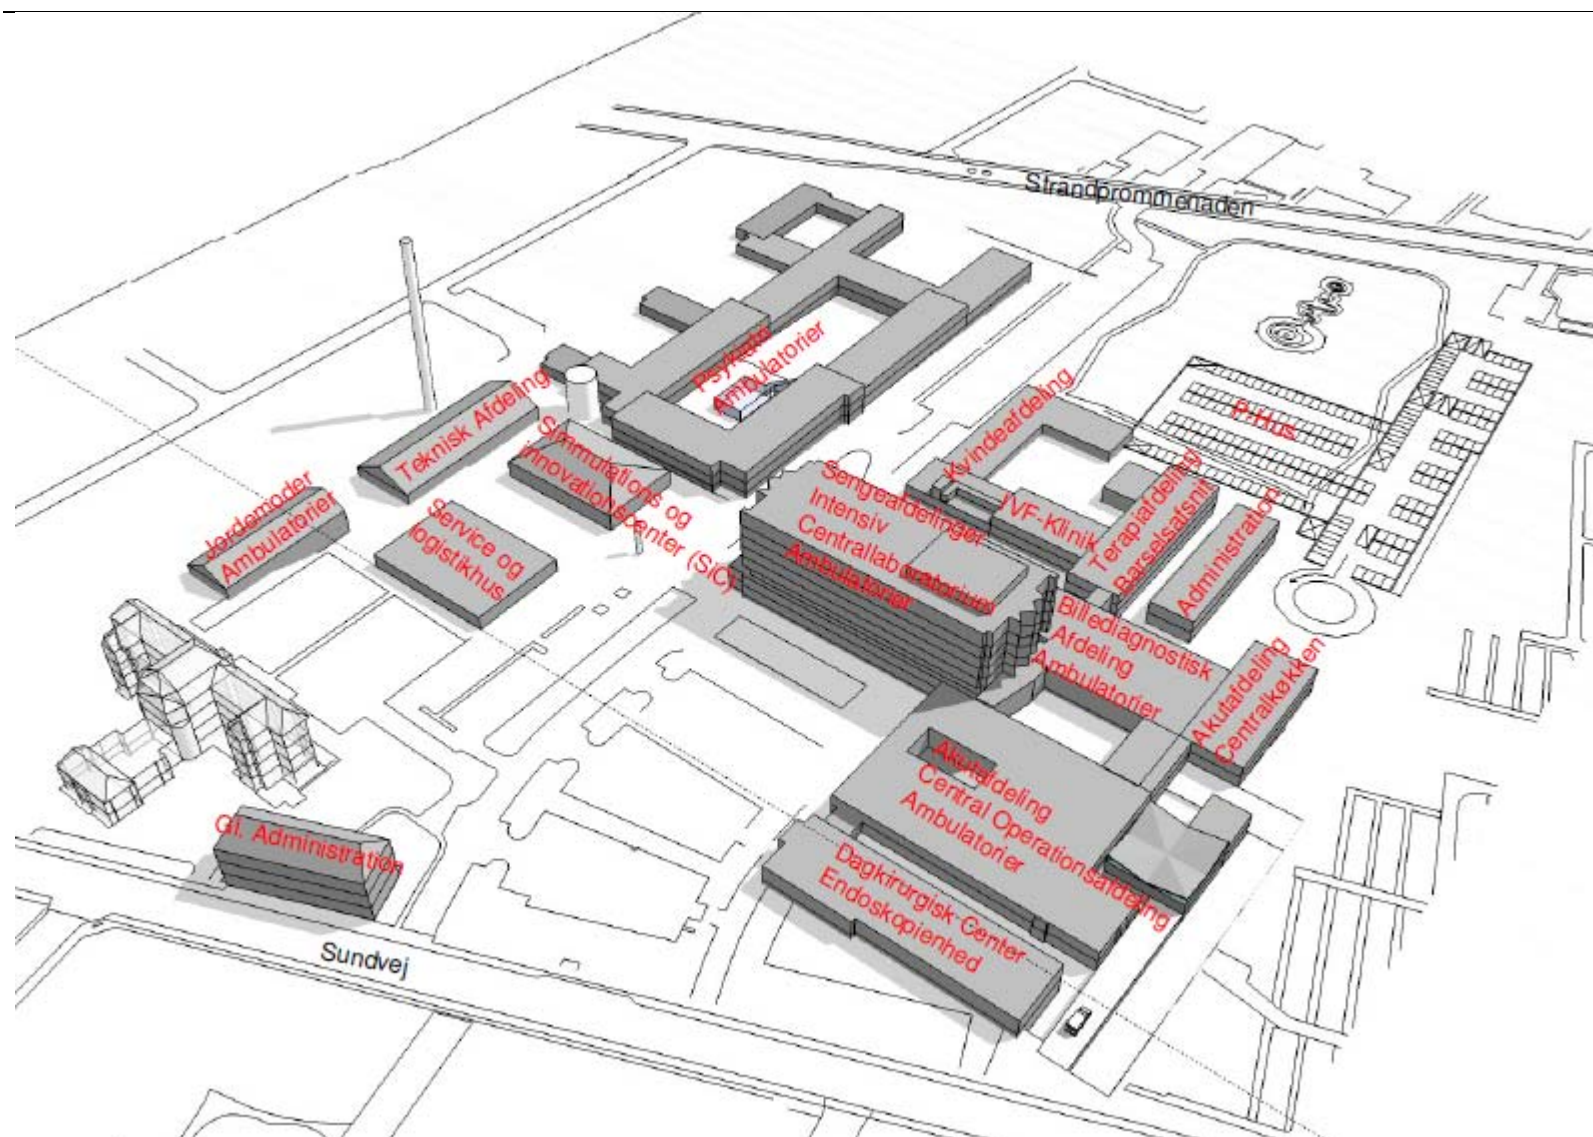 Strandprommenaden
Psykiatri
Ambulatorier
P-Hus
Teknisk Afdeling
Simmulations og
innovationscenter (SIC)
Kvindeafdeling
IVF-Klinik
Terapiafdeling
Barselsafsnit
Administration
Sengeafdelinger
Intensiv
Centrallaboratorium
Ambulatorier
Jordemoder
Ambulatorier
Service og
logistikhus
Billediagnostisk
Afdeling
Ambulatorier
Akutafdeling
Centralkøkken
Akutafdeling
Central Operationsafdeling
Ambulatorier
Dagkirurgisk Center
Endoskopienhed
Gl. Administration
Sundvej